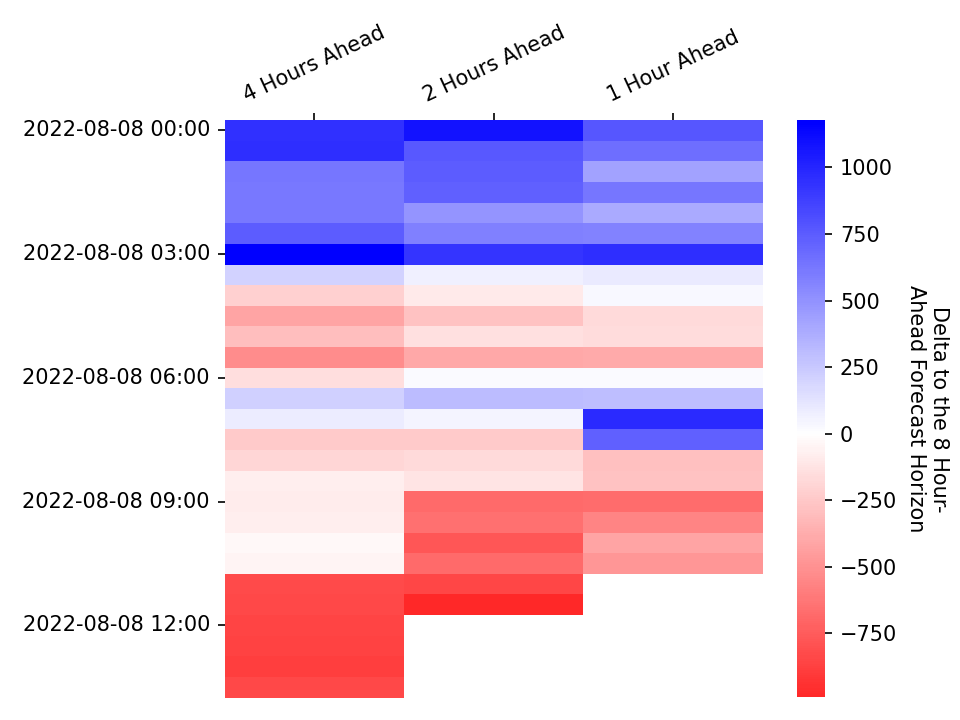 4 Hours Ahead
2 Hours Ahead
1 Hour Ahead
2022-08-08 00:00
2022-08-08 03:00
2022-08-08 06:00
2022-08-08 09:00
2022-08-08 12:00
1000
750
500
250
0
−250
−500
−750
Delta to the 8 Hour-
Ahead Forecast Horizon